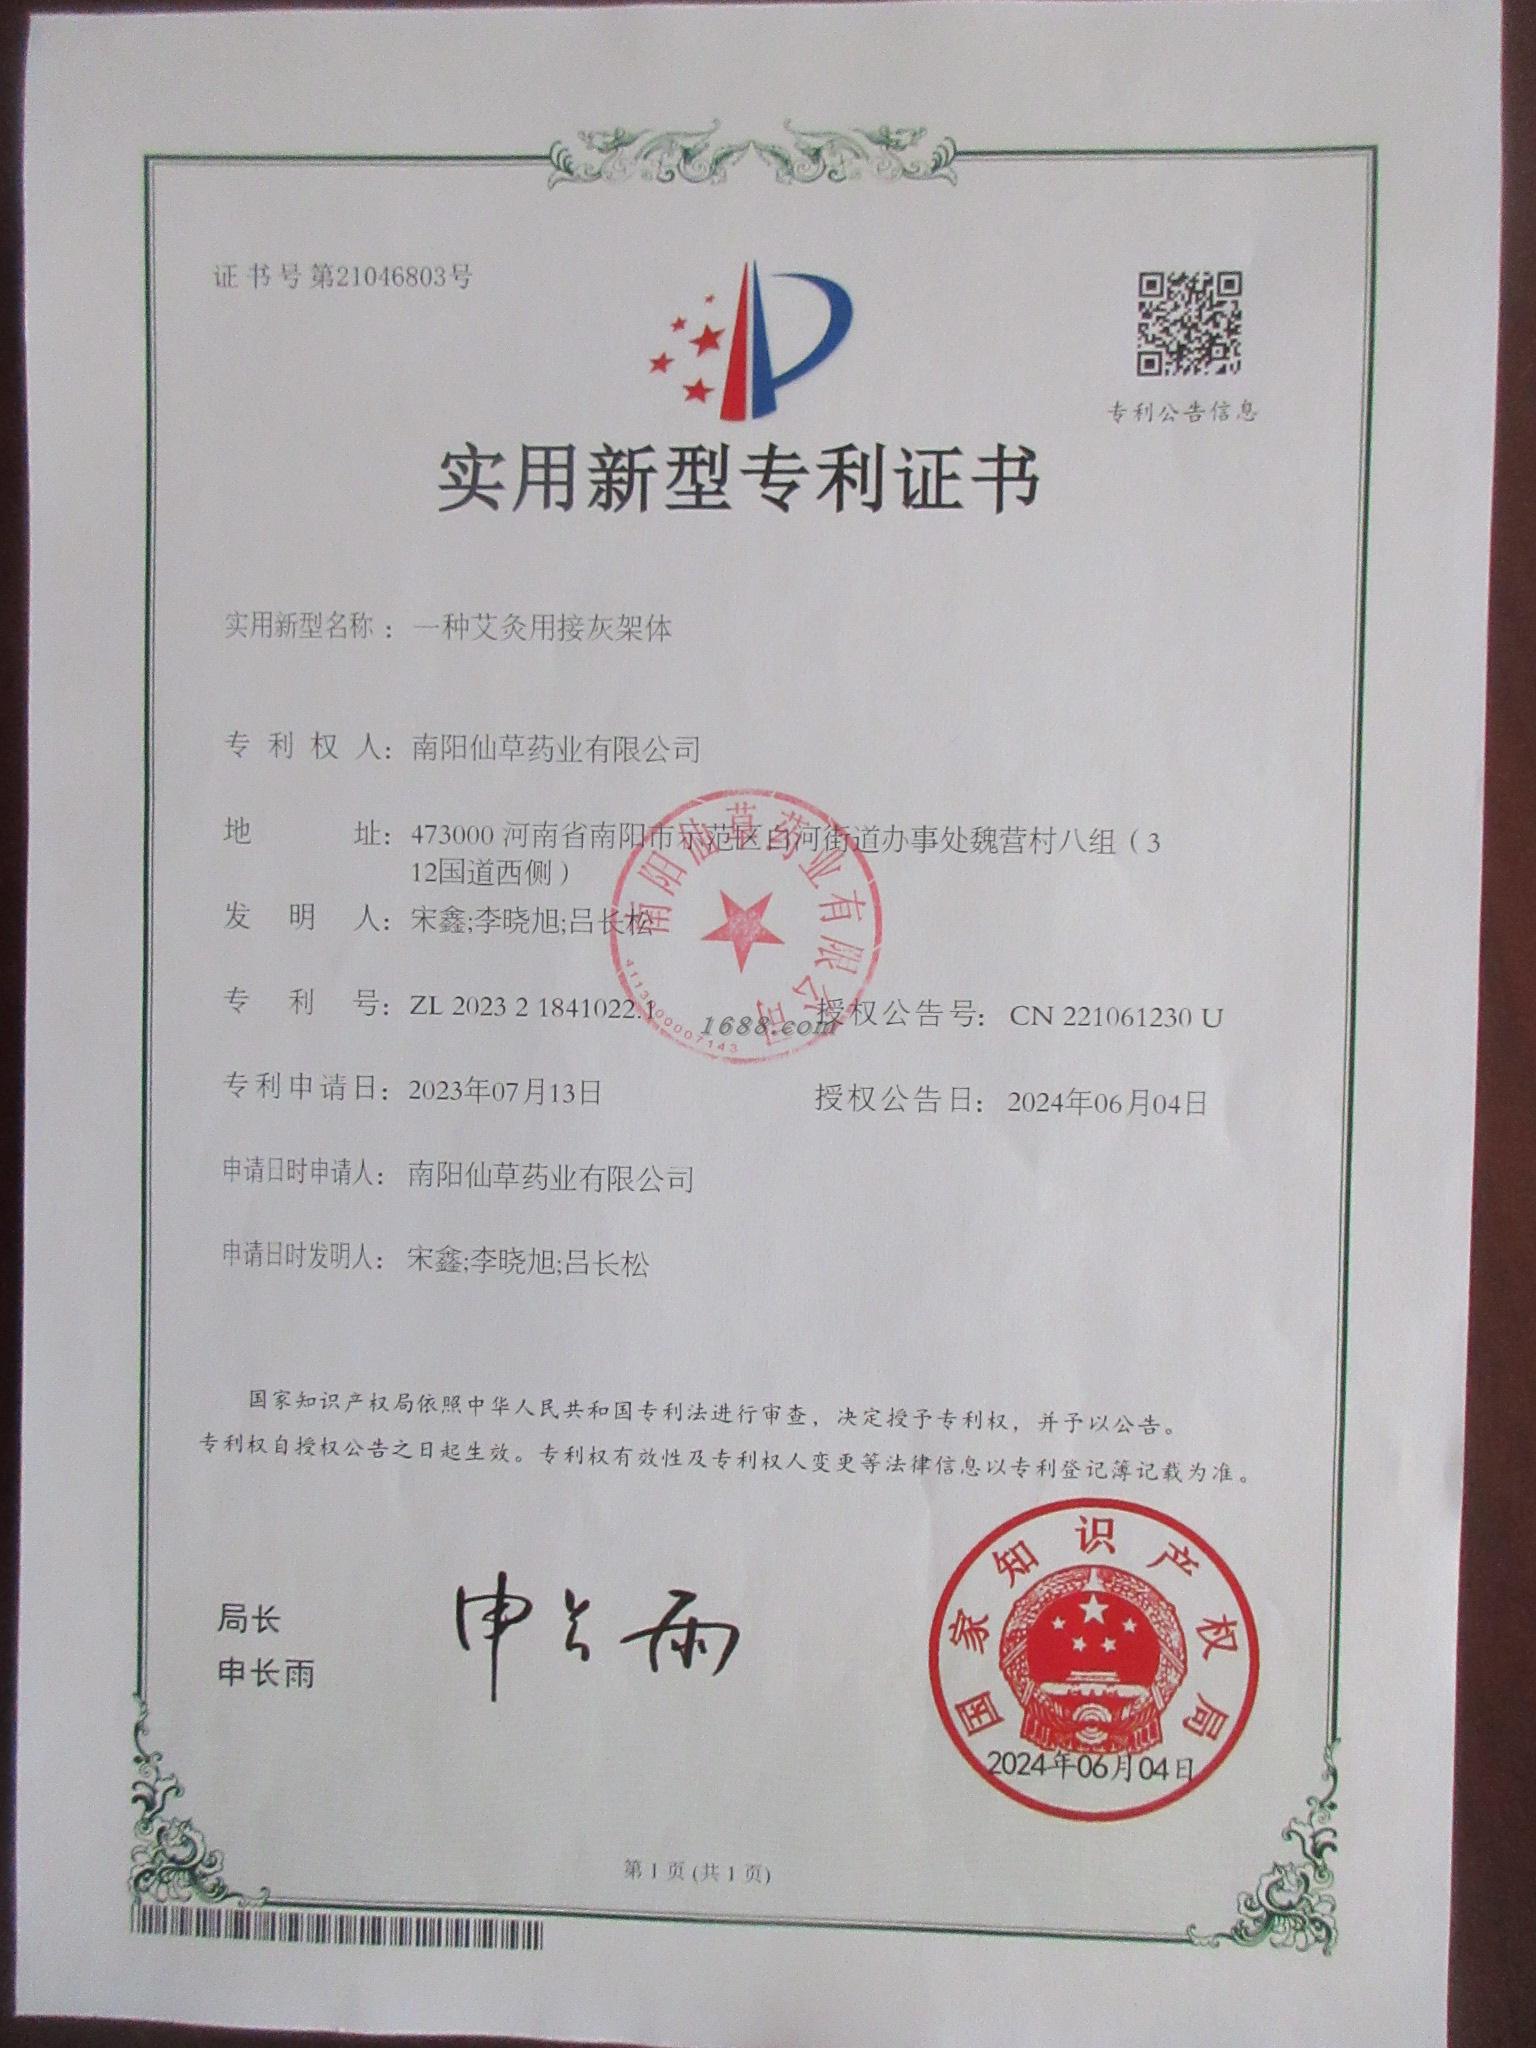 证书号第21046803号
专利公告信息
实用新型专利证书
实用新型名称：一种艾灸用接灰架体
专利权人：南阳仙草药业有限公司
地址：473000 河南省南阳市示范区白河街道办事处魏营村八组（3
12国道西侧）
发明人：宋鑫;李晓旭;吕长松
专利号：ZL 2023 2 1841022.1 授权公告号：CN 221061230 U
专利申请日：2023年07月13日 授权公告日：2024年06月04日
申请日时申请人：南阳仙草药业有限公司
申请日时发明人：宋鑫;李晓旭;吕长松
南阳仙草药业有限公司
1688.com
国家知识产权局依照中华人民共和国专利法进行审查，决定授予专利权，并予以公告。
专利权自授权公告之日起生效。专利权有效性及专利权人变更等法律信息以专利登记簿记载为准。
局长
申长雨
申长雨
国家知识产权局
2024年06月04日
第1页(共1页)